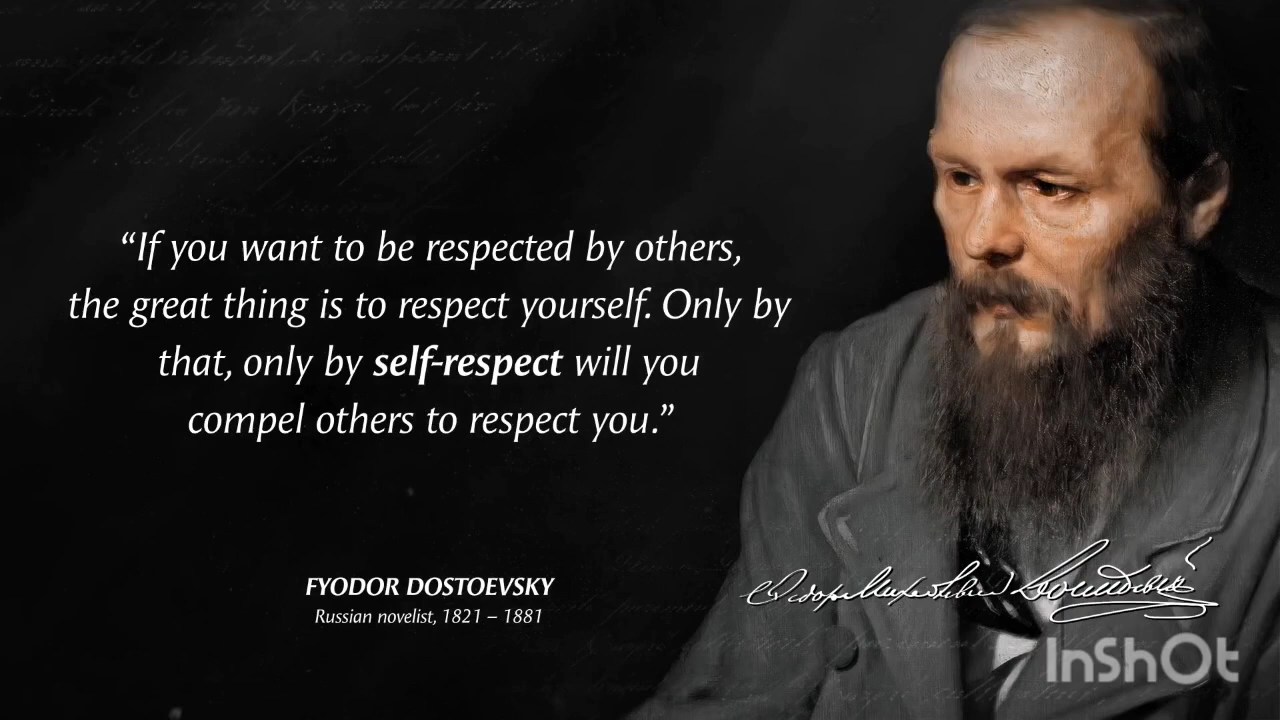 “If you want to be respected by others,
the great thing is to respect yourself. Only by
that, only by self-respect will you
compel others to respect you.”
FYODOR DOSTOEVSKY
Russian novelist, 1821 – 1881
InShOt